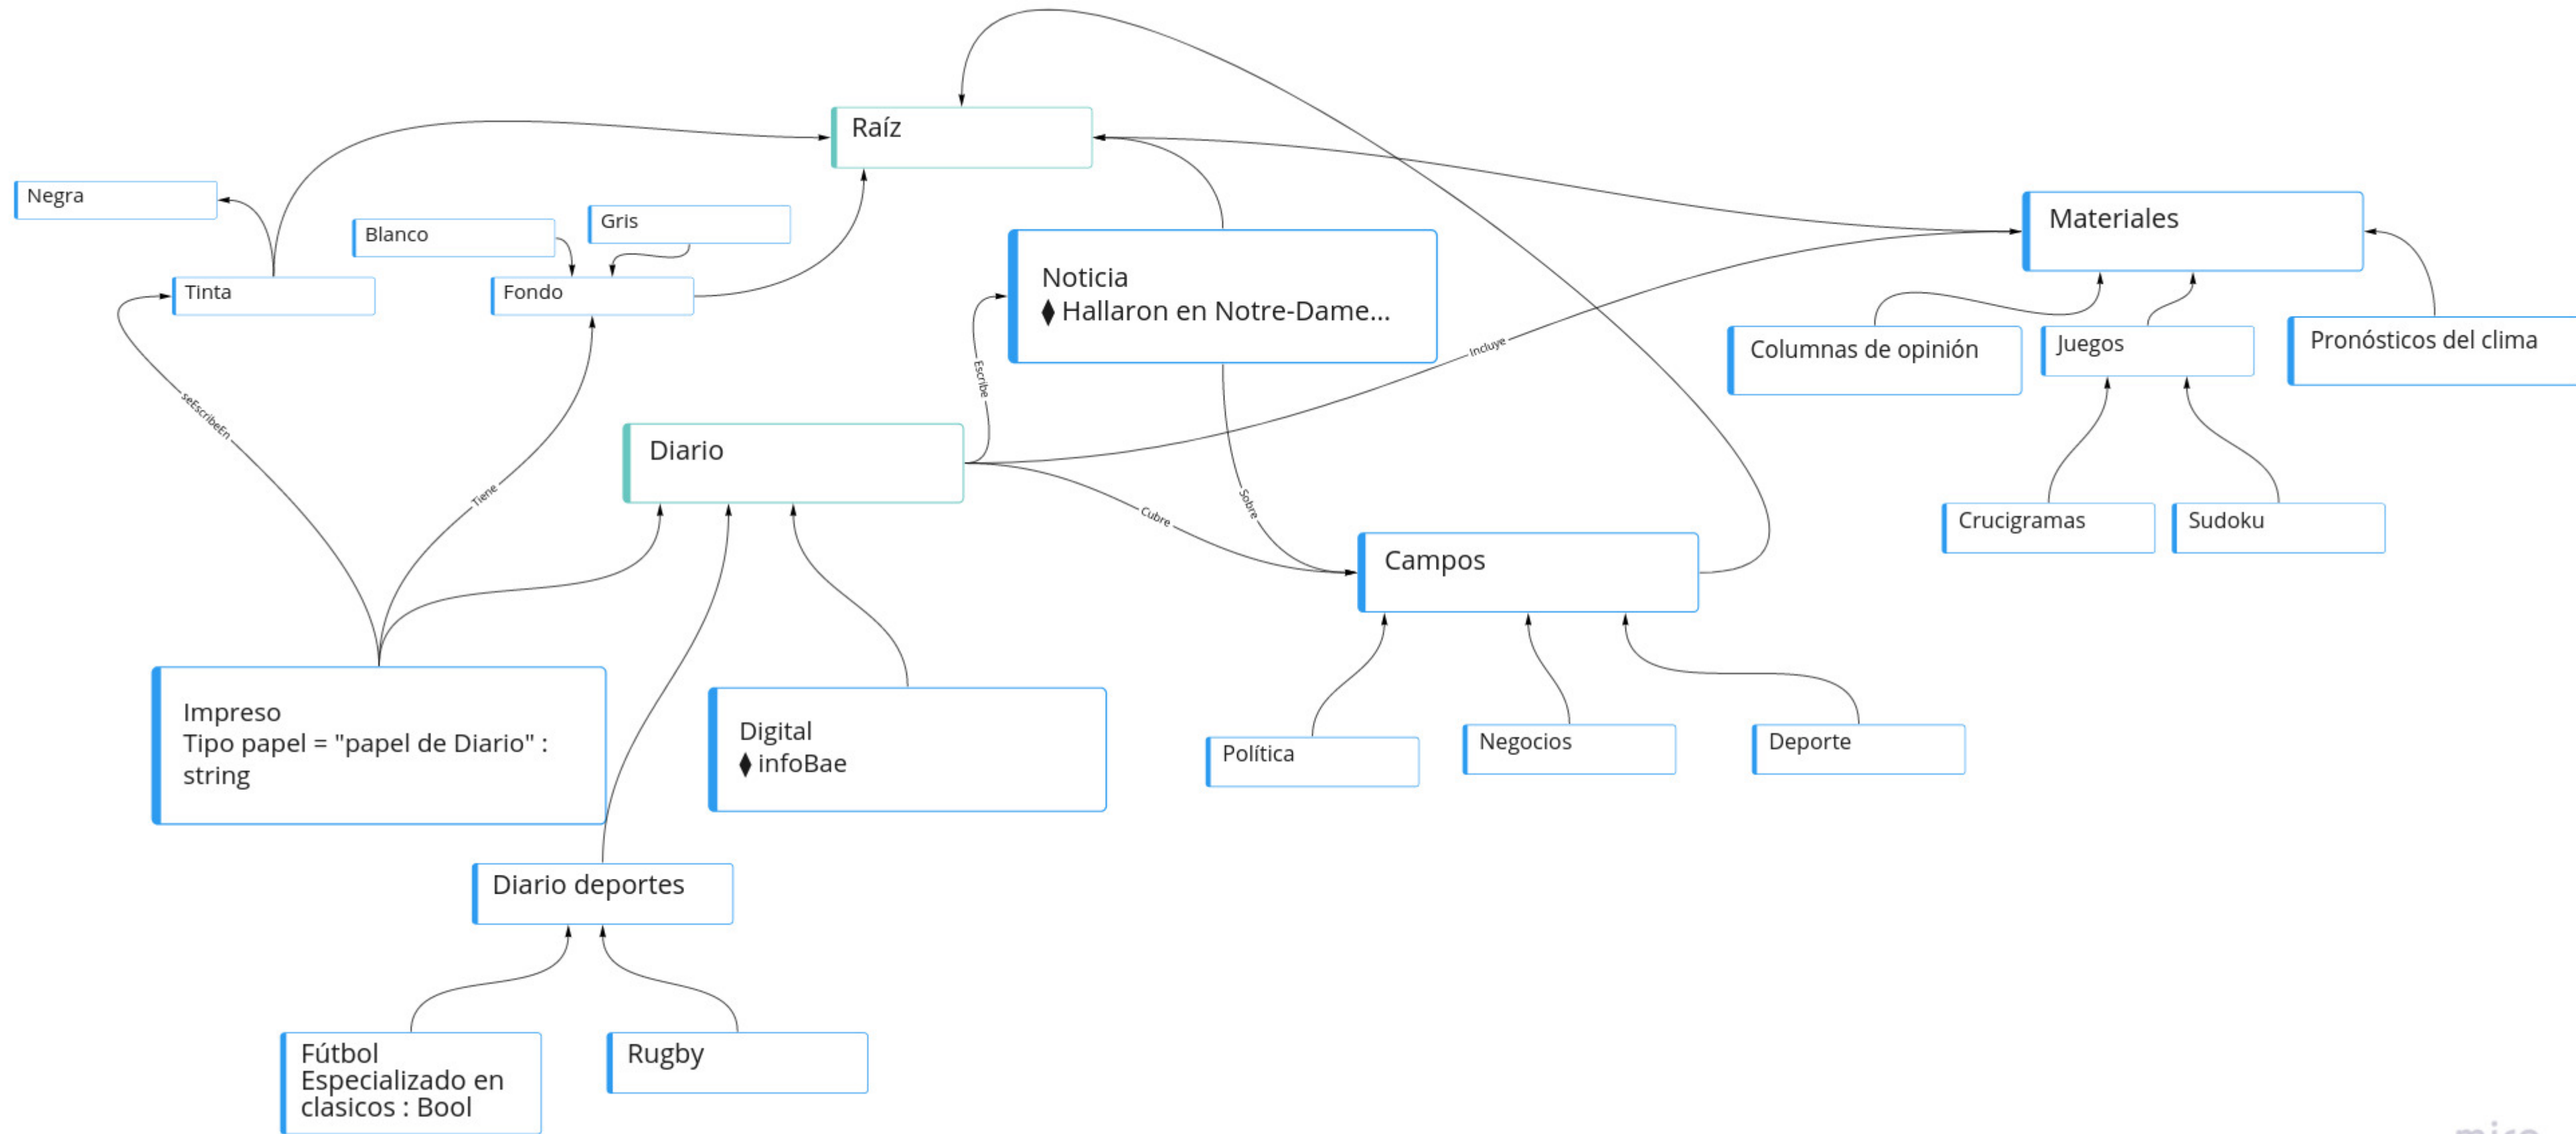 Raíz
Negra
Blanco
Gris
Tinta
Fondo
Noticia
♦ Hallaron en Notre-Dame...
Materiales
Columnas de opinión
Juegos
Pronósticos del clima
Incluye
Escribe
seEscribeEn
Tiene
Diario
Cubre
Sobre
Crucigramas
Sudoku
Campos
Impreso
Tipo papel = "papel de Diario" :
string
Digital
♦ infoBae
Política
Negocios
Deporte
Diario deportes
Fútbol
Especializado en
clasicos : Bool
Rugby